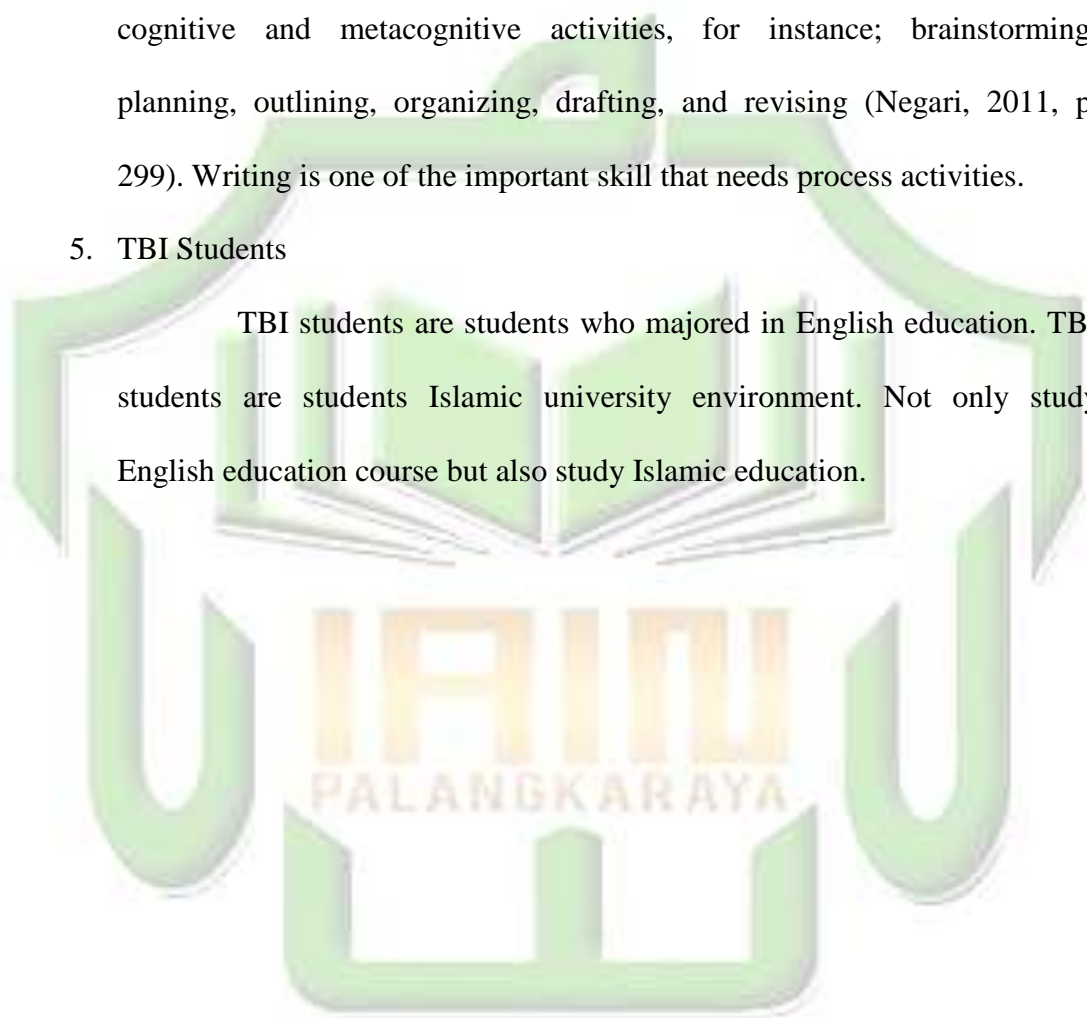 cognitive and metacognitive activities, for instance; brainstorming
planning, outlining, organizing, drafting, and revising (Negari, 2011, p
299). Writing is one of the important skill that needs process activities.
5. TBI Students
TBI students are students who majored in English education. TB
students are students Islamic university environment. Not only study
English education course but also study Islamic education.
IAIN
PALANGKARAYA